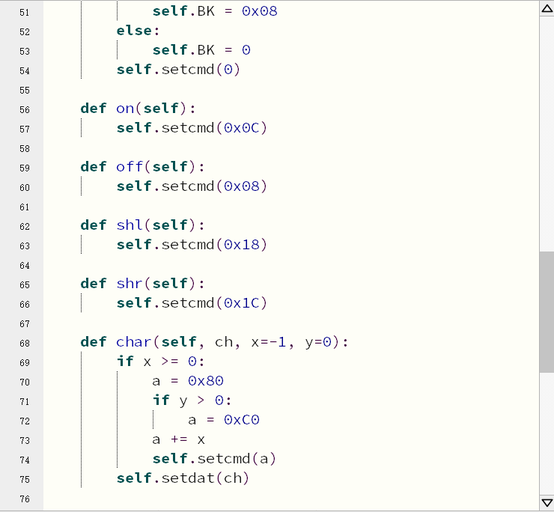 51             self.BK = 0x08
52         else:
53             self.BK = 0
54         self.setcmd(0)
55
56     def on(self):
57         self.setcmd(0x0C)
58
59     def off(self):
60         self.setcmd(0x08)
61
62     def shl(self):
63         self.setcmd(0x18)
64
65     def shr(self):
66         self.setcmd(0x1C)
67
68     def char(self, ch, x=-1, y=0):
69         if x >= 0:
70             a = 0x80
71             if y > 0:
72                 a = 0xC0
73             a += x
74             self.setcmd(a)
75         self.setdat(ch)
76